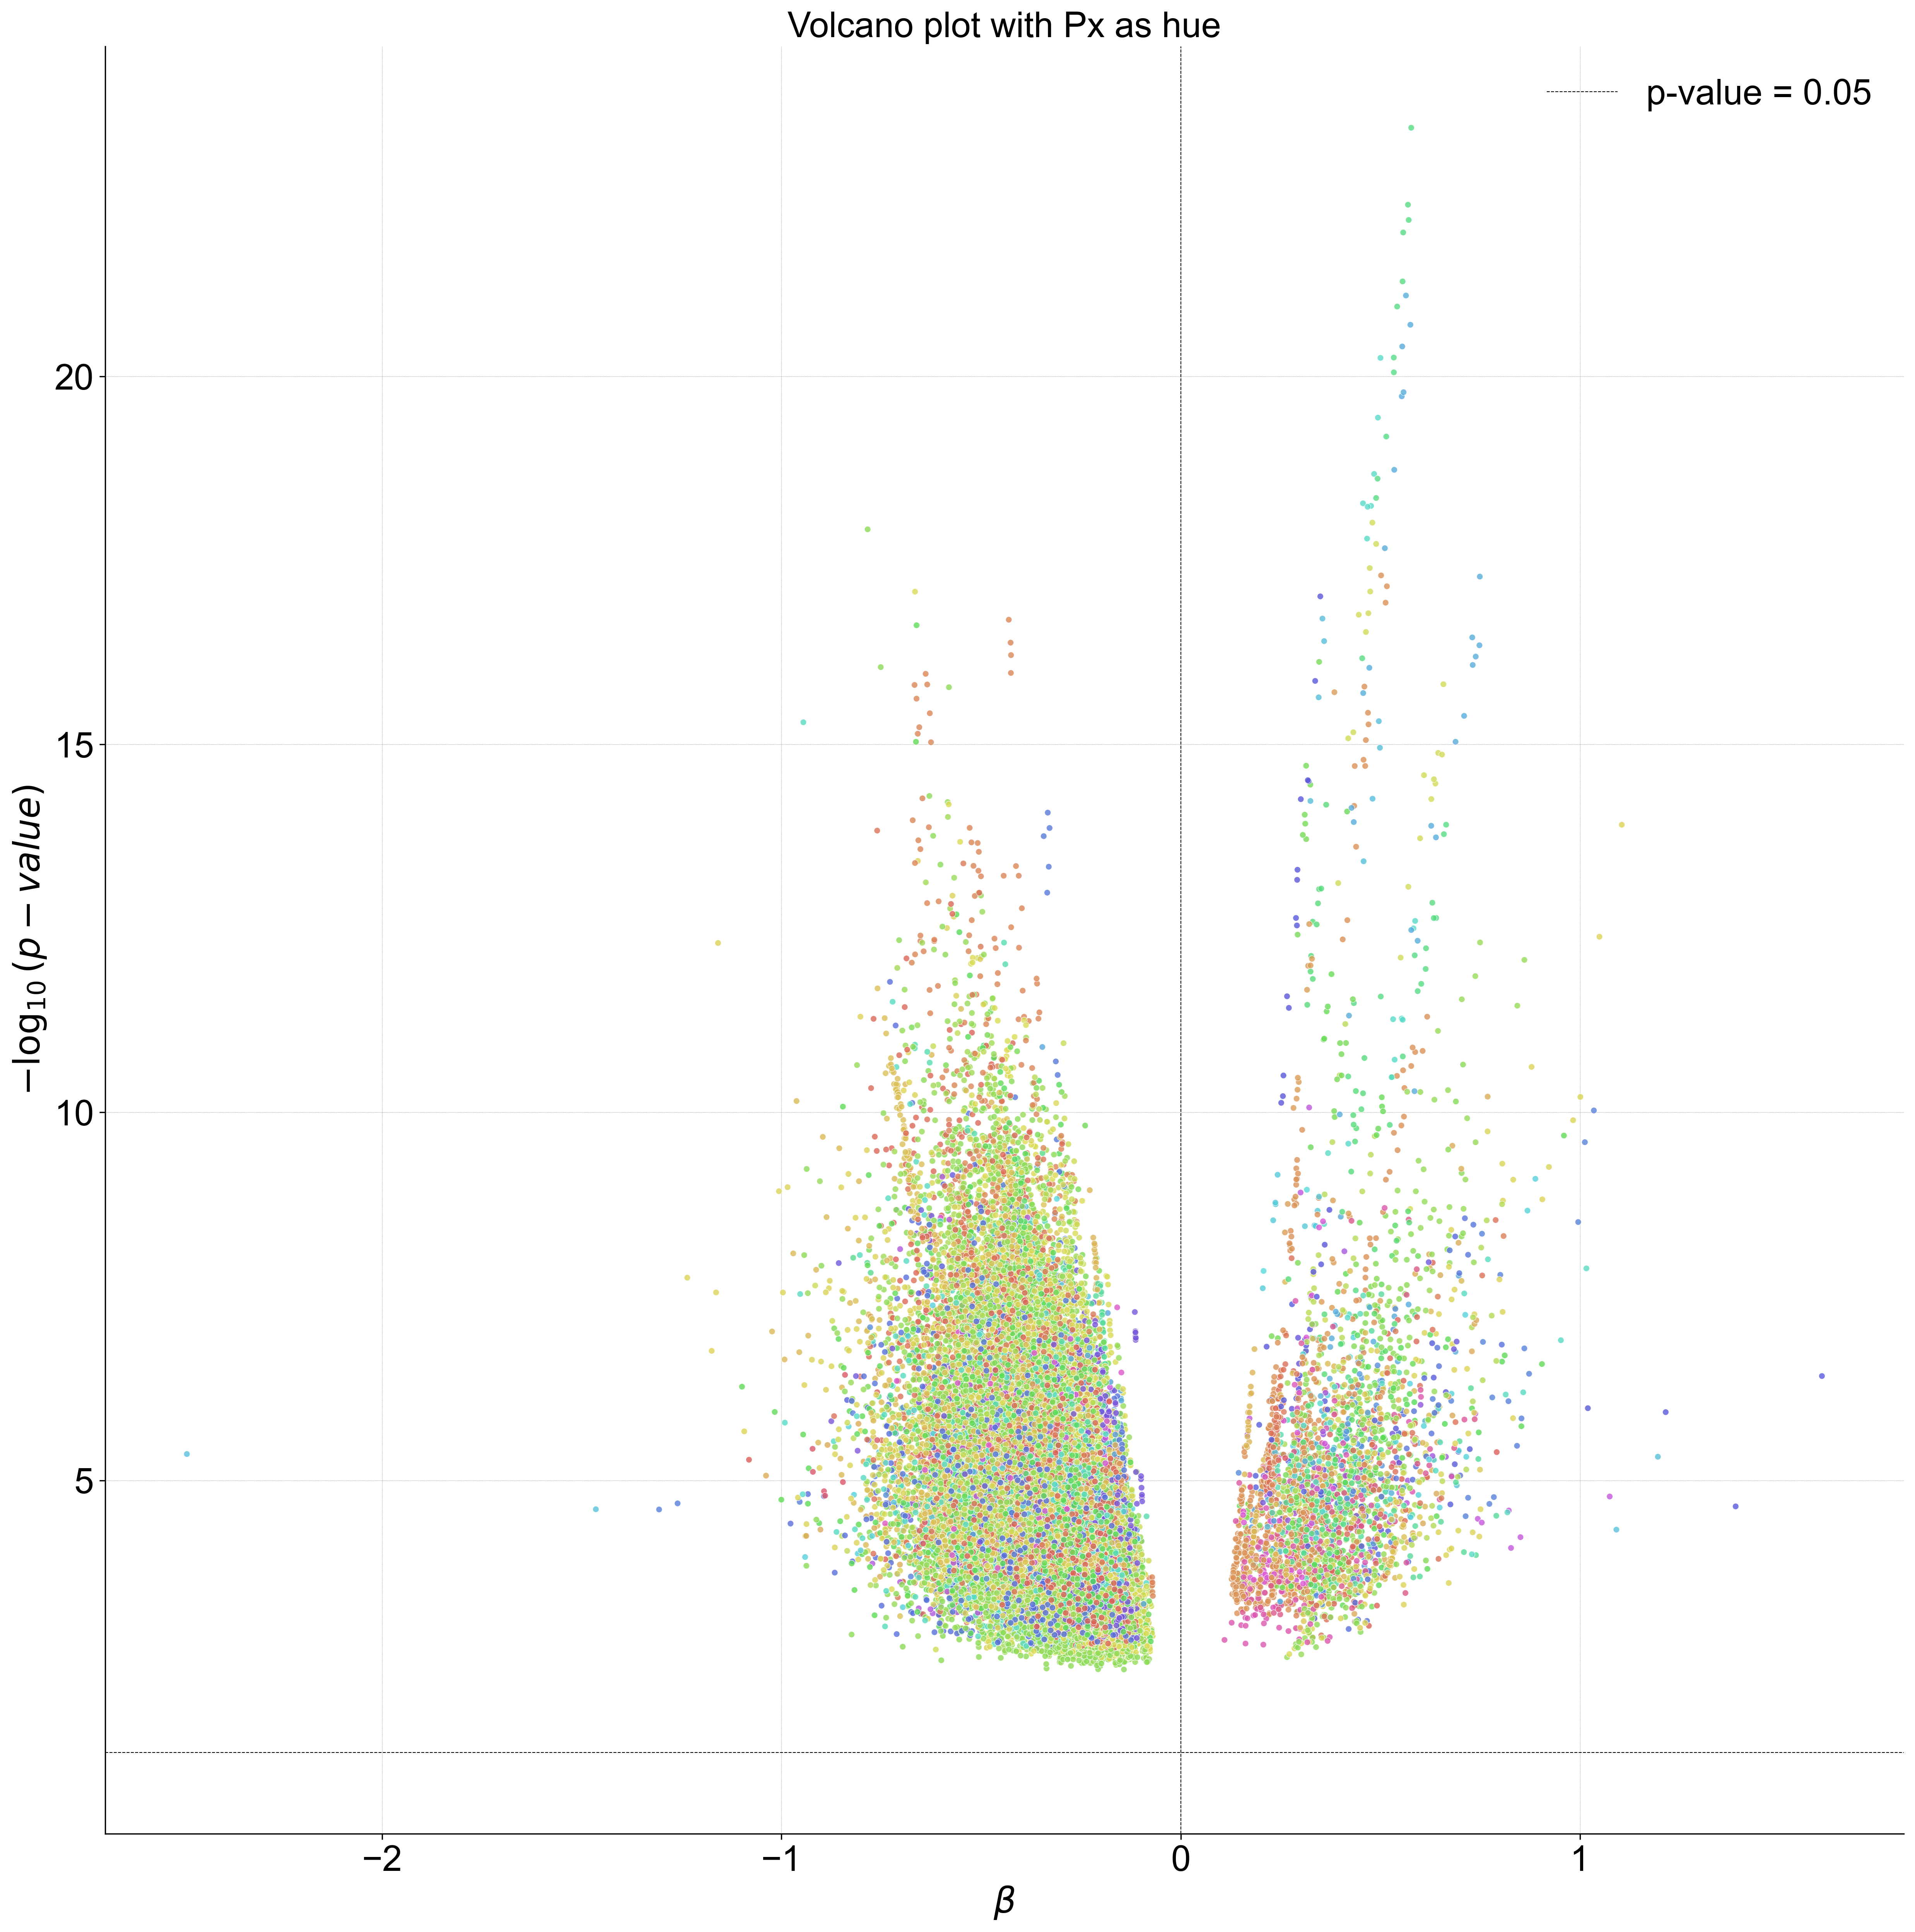 Volcano plot with Px as hue
p-value = 0.05
20
15
10
5
−log₁₀ (p − value)
−2
−1
0
1
β